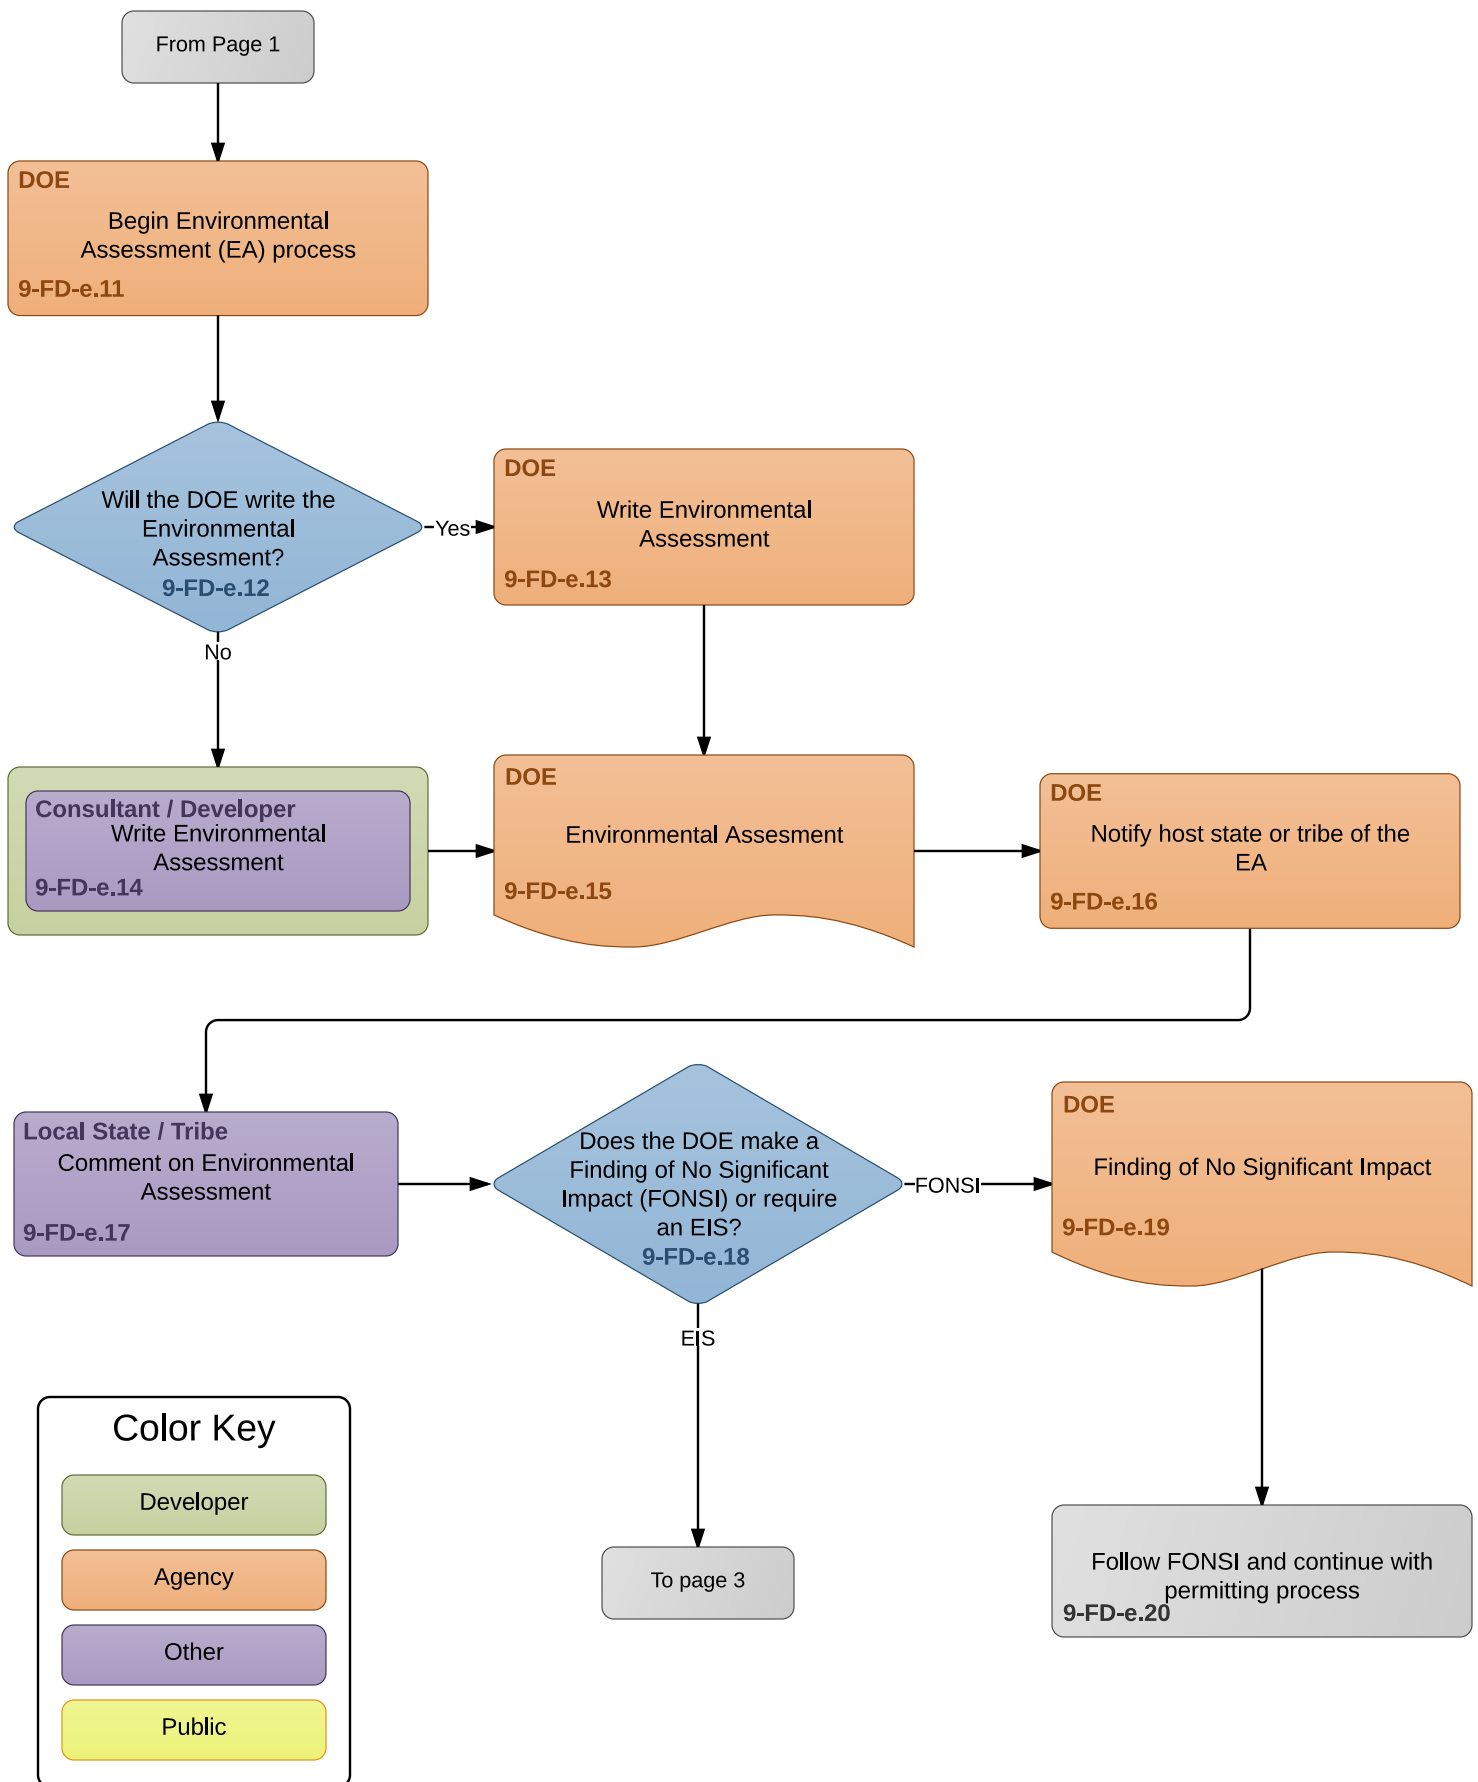 From Page 1
DOE
Begin Environmental
Assessment (EA) process
9-FD-e.11
Will the DOE write the
Environmental
Assesment?
9-FD-e.12
Yes
No
DOE
Write Environmental
Assessment
9-FD-e.13
Consultant / Developer
Write Environmental
Assessment
9-FD-e.14
DOE
Environmental Assesment
9-FD-e.15
DOE
Notify host state or tribe of the
EA
9-FD-e.16
Local State / Tribe
Comment on Environmental
Assessment
9-FD-e.17
Does the DOE make a
Finding of No Significant
Impact (FONSI) or require
an EIS?
9-FD-e.18
FONSI
EIS
DOE
Finding of No Significant Impact
9-FD-e.19
To page 3
Follow FONSI and continue with
permitting process
9-FD-e.20
Color Key
Developer
Agency
Other
Public